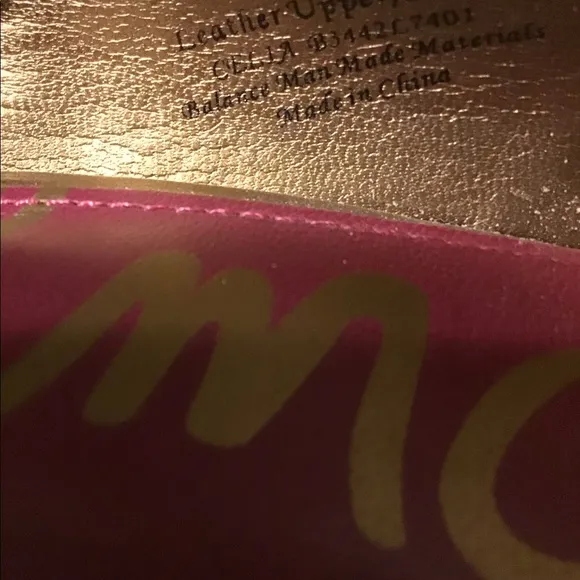 Leather Upper
CELIA B3442L7401
Balance Man Made Materials
Made in China